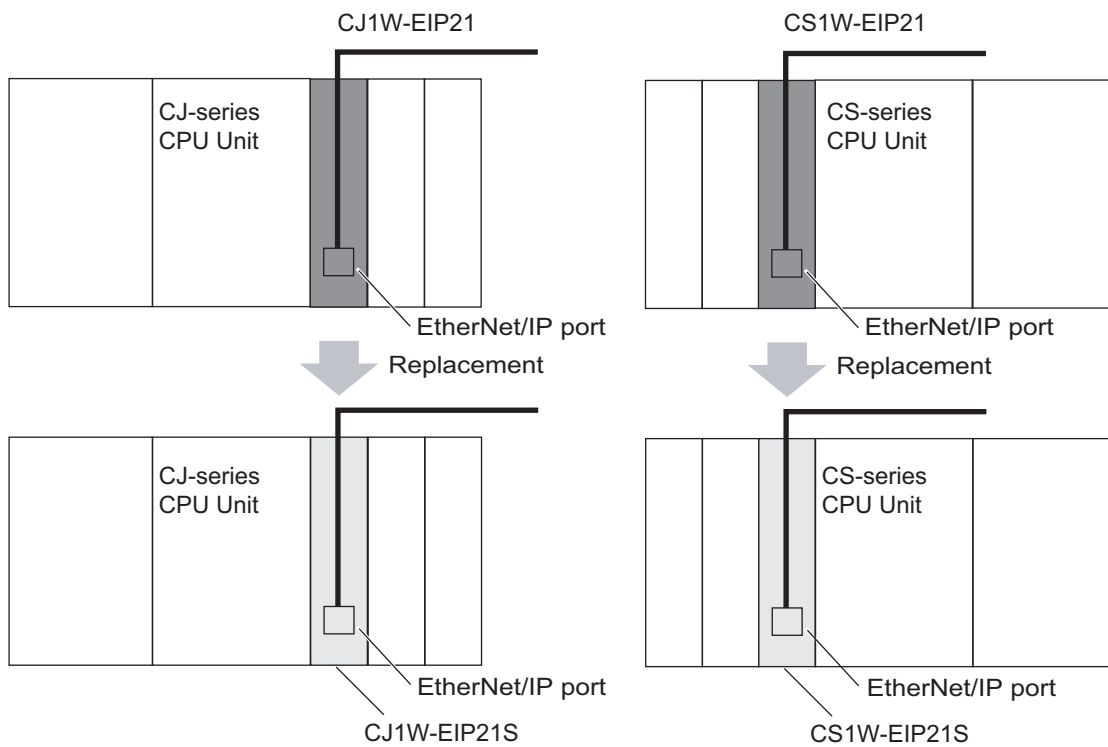 CJ1W-EIP21
CJ-series
CPU Unit
EtherNet/IP port
Replacement
CJ-series
CPU Unit
EtherNet/IP port
CJ1W-EIP21S
CS1W-EIP21
CS-series
CPU Unit
EtherNet/IP port
Replacement
CS-series
CPU Unit
EtherNet/IP port
CS1W-EIP21S